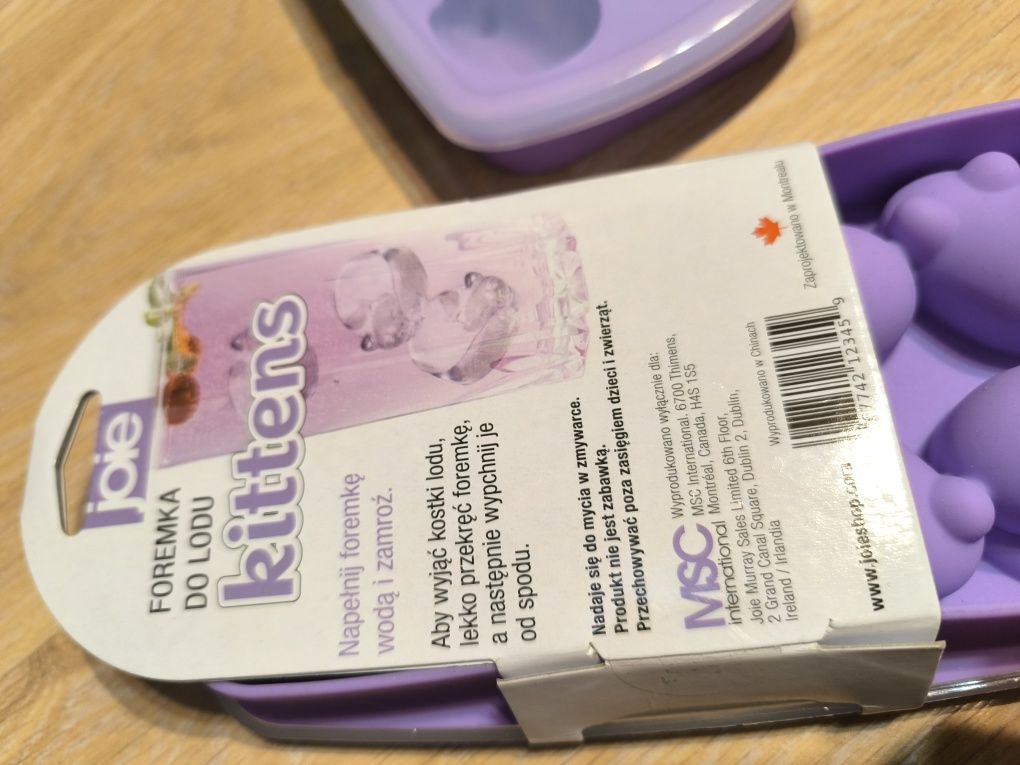 joie
FOREMKA
DO LODU
kittens
Napełnij foremkę
wodą i zamroź.
Aby wyjąć kostki lodu,
lekko przekręć foremkę,
a następnie wypchnij je
od spodu.
Nadaje się do mycia w zmywarce.
Produkt nie jest zabawką.
Przechowywać poza zasięgiem dzieci i zwierząt.
MSC
international
Wyprodukowano wyłącznie dla:
MSC International. 6700 Thimens,
Montréal, Canada, H4S 1S5
Joie Murray Sales Limited 6th Floor,
2 Grand Canal Square, Dublin 2, Dublin,
Ireland / Irlandia
www.joieshop.com
Wyprodukowano w Chinach
67742 12345 9
Zaprojektowano w Montrealu